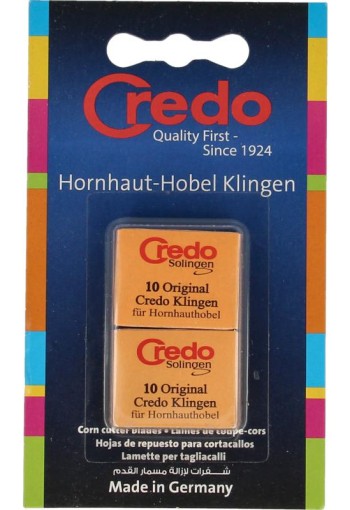 Credo
Quality First -
Since 1924
Hornhaut-Hobel Klingen
Credo
Solingen
10 Original
Credo Klingen
für Hornhauthobel
Credo
Solingen
10 Original
Credo Klingen
für Hornhauthobel
Corn cutter blades • Lames de coupe-cors
Hojas de repuesto para cortacallos
Lamette per tagliacalli
شفرات لإزالة مسمار القدم
Made in Germany